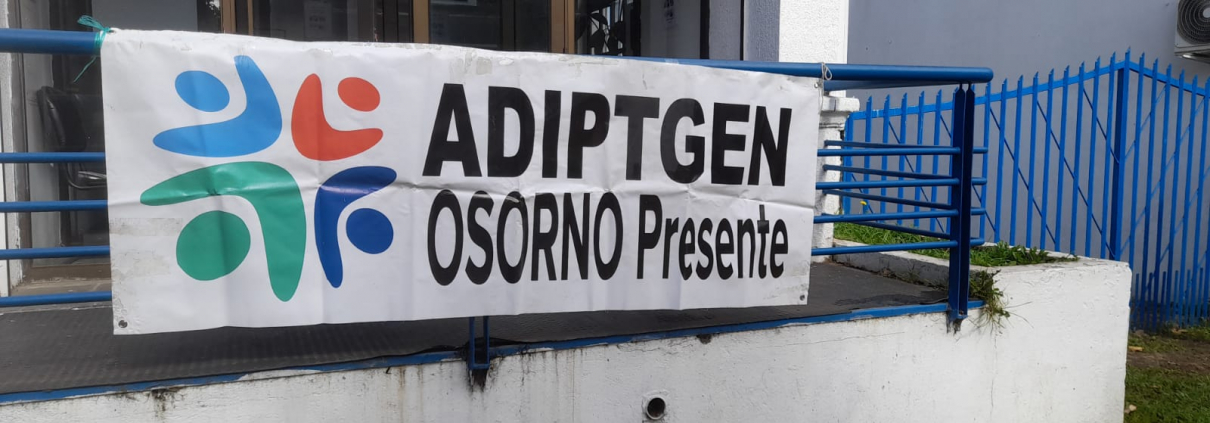 ADIPTGEN
OSORNO Presente